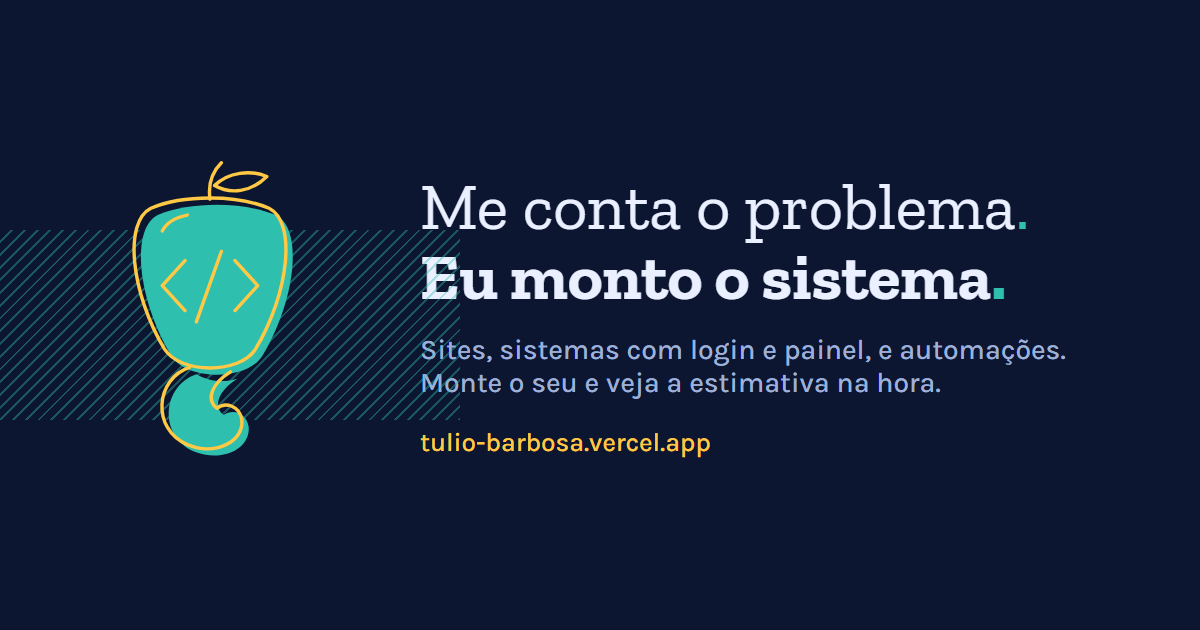 </>
Me conta o problema.
Eu monto o sistema.
Sites, sistemas com login e painel, e automações.
Monte o seu e veja a estimativa na hora.
tulio-barbosa.vercel.app